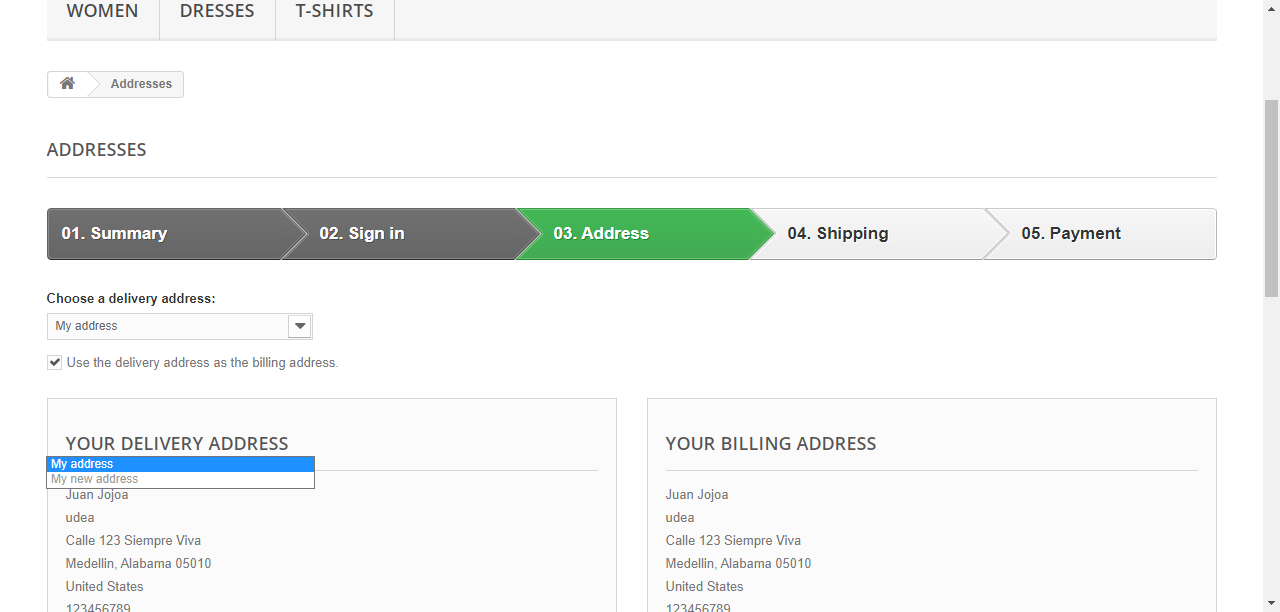 WOMEN DRESSES T-SHIRTS
Addresses
ADDRESSES
01. Summary 02. Sign in 03. Address 04. Shipping 05. Payment
Choose a delivery address:
My address
Use the delivery address as the billing address.
YOUR DELIVERY ADDRESS
My address
My new address
Juan Jojoa
udea
Calle 123 Siempre Viva
Medellin, Alabama 05010
United States
123456789
YOUR BILLING ADDRESS
Juan Jojoa
udea
Calle 123 Siempre Viva
Medellin, Alabama 05010
United States
123456789